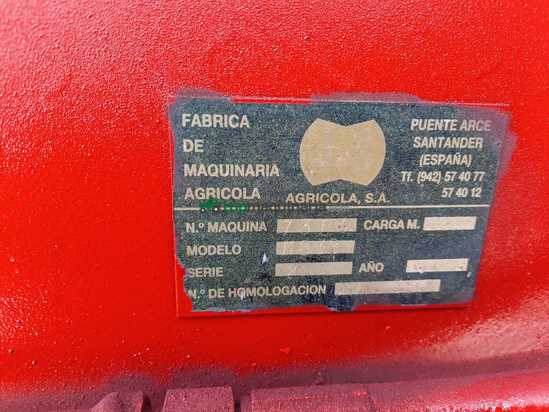 FABRICA
DE
MAQUINARIA
AGRICOLA
AGRICOLA, S.A.
PUENTE ARCE
SANTANDER
(ESPAÑA)
Tf. (942) 57 40 77
57 40 12
N.º MAQUINA
CARGA M.
MODELO
SERIE
AÑO
N.º DE HOMOLOGACION